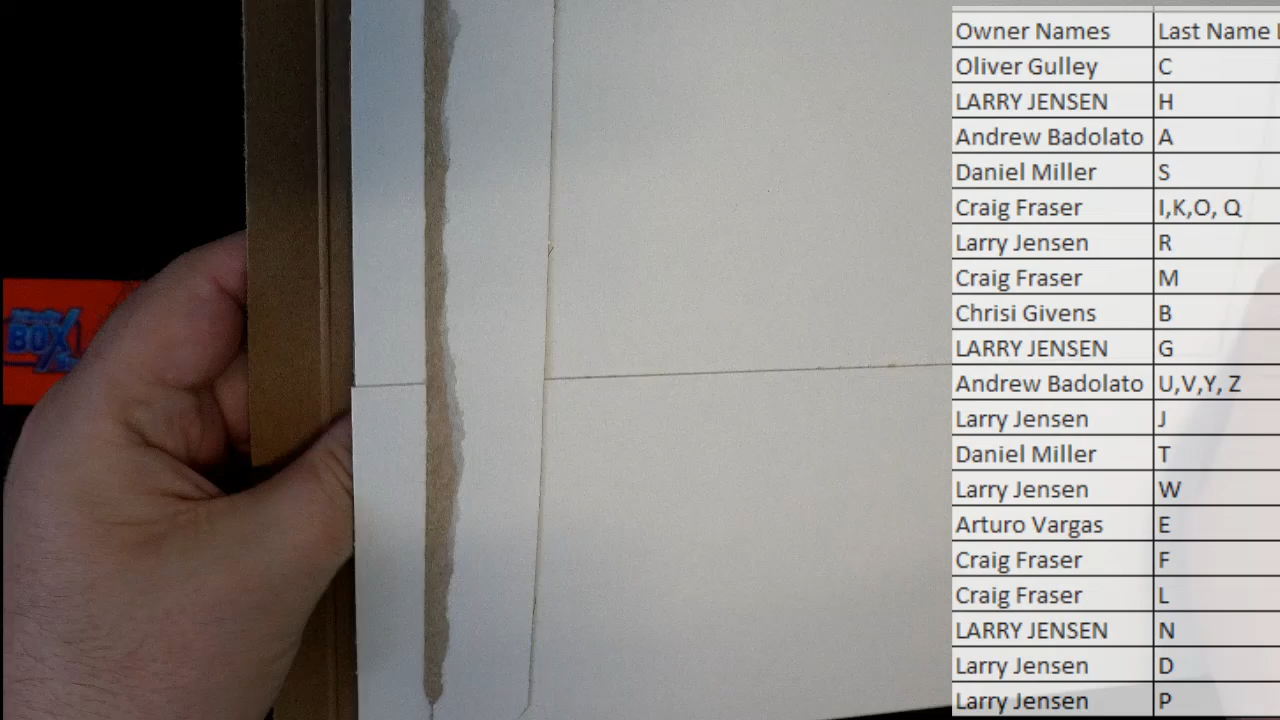 BOX
Owner Names Last Name
Oliver Gulley C
LARRY JENSEN H
Andrew Badolato A
Daniel Miller S
Craig Fraser I,K,O, Q
Larry Jensen R
Craig Fraser M
Chrisi Givens B
LARRY JENSEN G
Andrew Badolato U,V,Y, Z
Larry Jensen J
Daniel Miller T
Larry Jensen W
Arturo Vargas E
Craig Fraser F
Craig Fraser L
LARRY JENSEN N
Larry Jensen D
Larry Jensen P